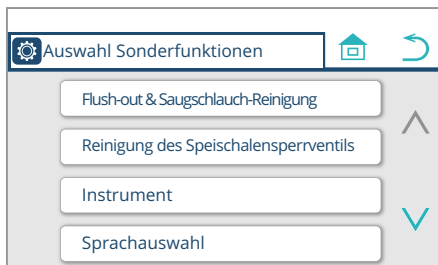 Auswahl Sonderfunktionen
Flush-out & Saugschlauch-Reinigung
Reinigung des Speischalensperrventils
Instrument
Sprachauswahl